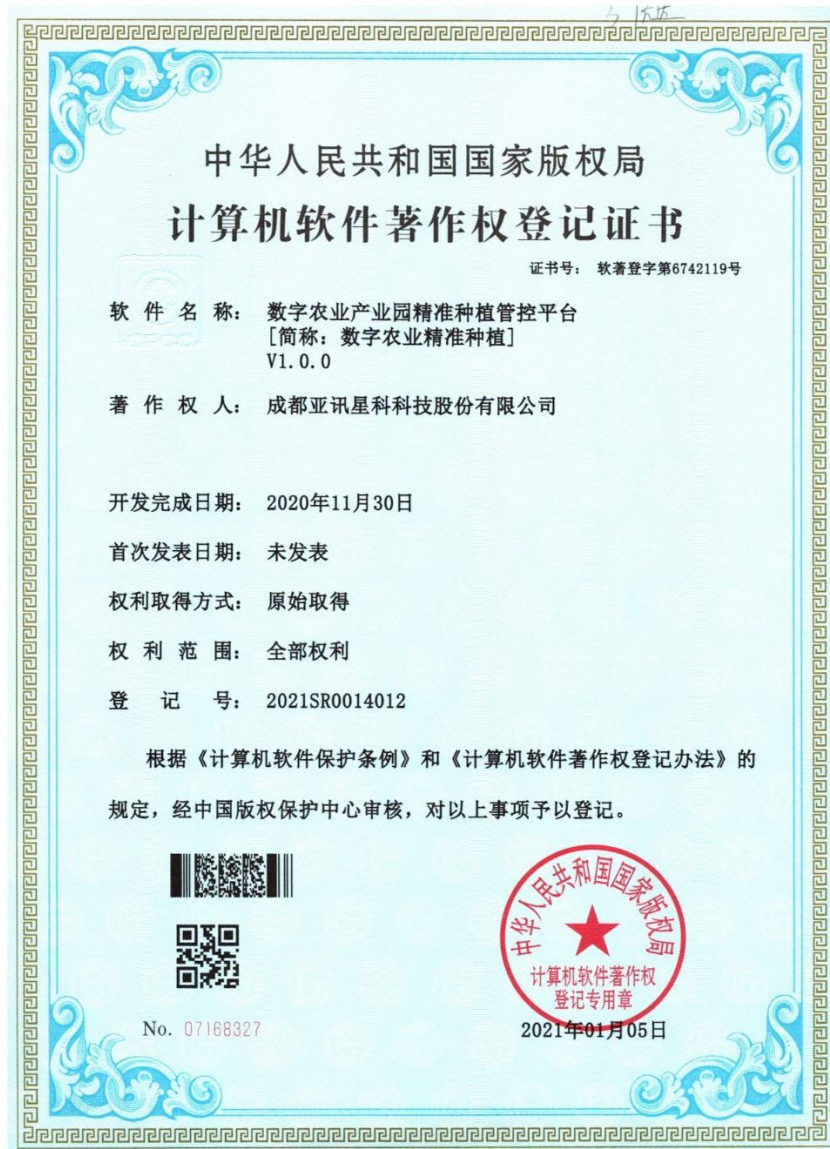 中华人民共和国国家版权局
计算机软件著作权登记证书
证书号： 软著登字第6742119号
软件名称： 数字农业产业园精准种植管控平台
[简称：数字农业精准种植]
V1.0.0
著作权人： 成都亚讯星科科技股份有限公司
开发完成日期： 2020年11月30日
首次发表日期： 未发表
权利取得方式： 原始取得
权利范围： 全部权利
登记号： 2021SR0014012
根据《计算机软件保护条例》和《计算机软件著作权登记办法》的
规定，经中国版权保护中心审核，对以上事项予以登记。
中华人民共和国国家版权局
计算机软件著作权
登记专用章
No. 07168327
2021年01月05日